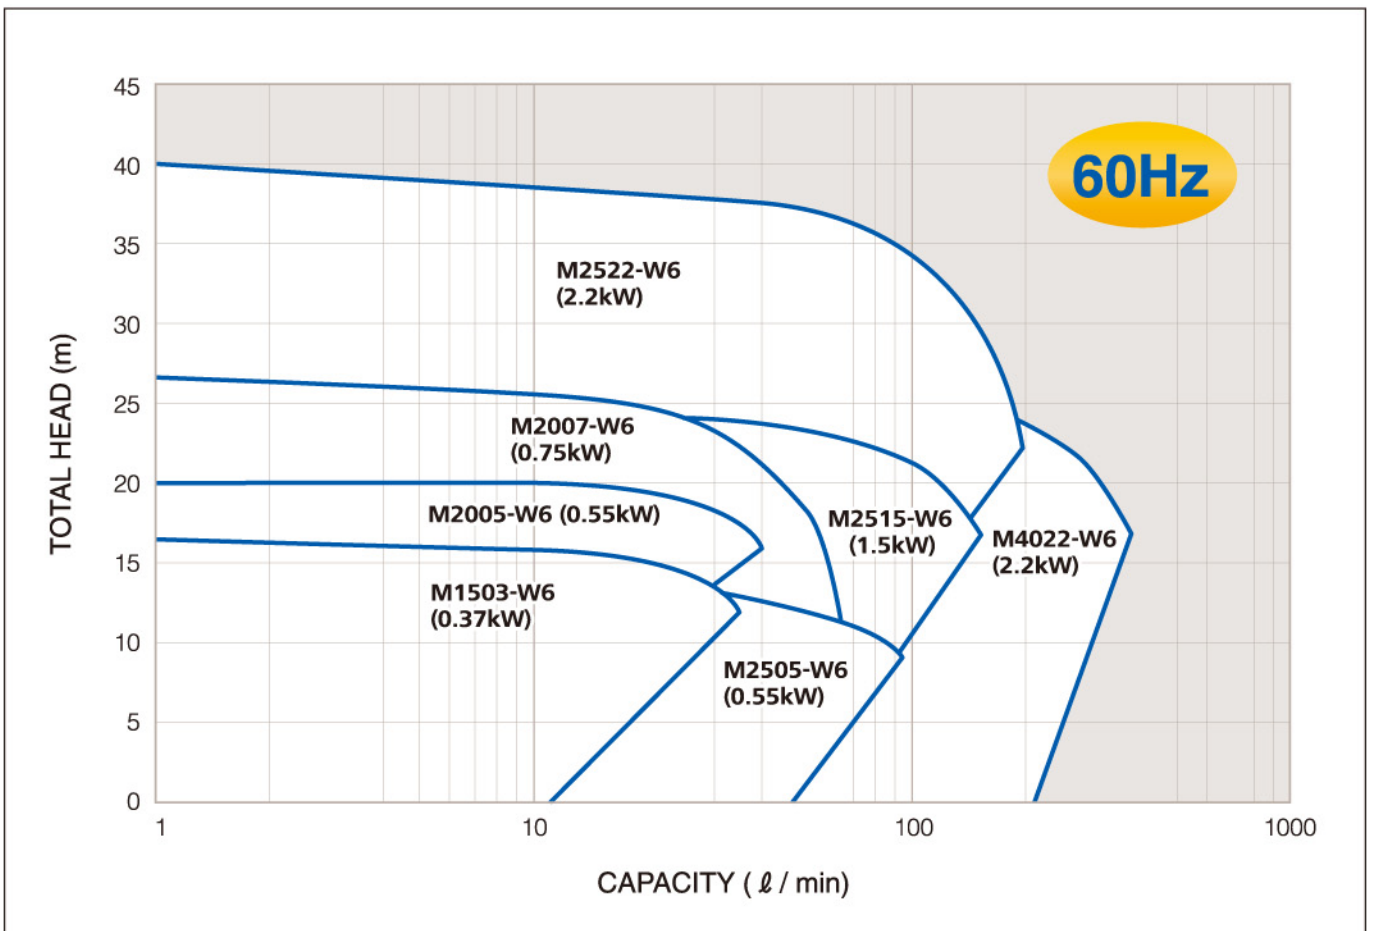 45
40
35
30
25
20
15
10
5
0
TOTAL HEAD (m)
60Hz
M2522-W6
(2.2kW)
M2007-W6
(0.75kW)
M2005-W6 (0.55kW)
M2515-W6
(1.5kW)
M4022-W6
(2.2kW)
M1503-W6
(0.37kW)
M2505-W6
(0.55kW)
1
10
100
1000
CAPACITY ( ℓ / min)